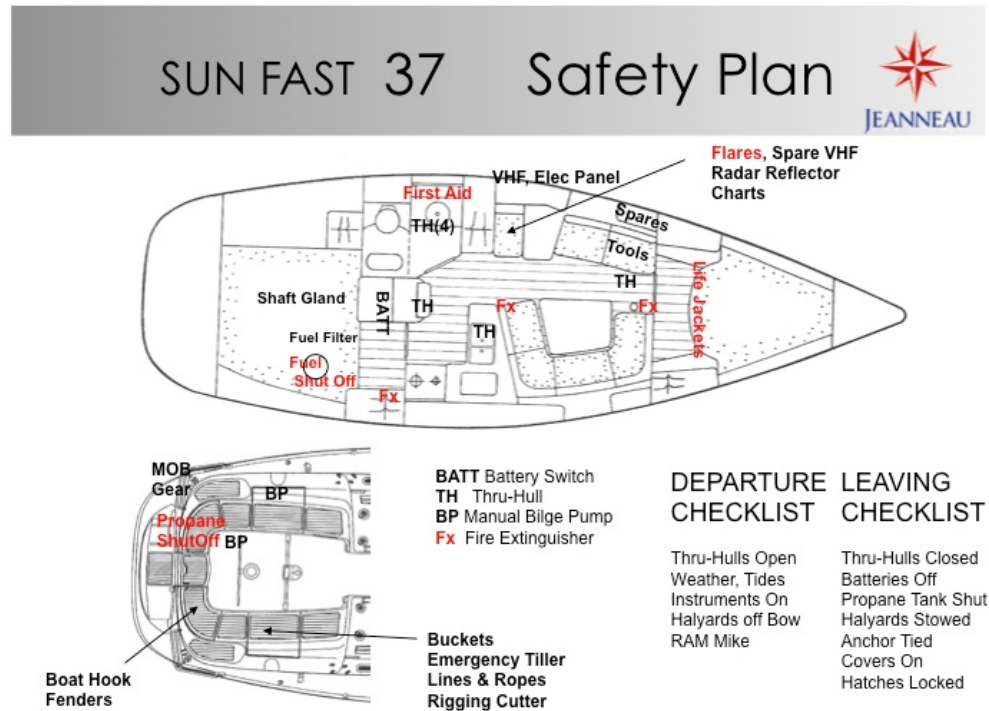 SUN FAST 37 Safety Plan
JEANNEAU
Flares, Spare VHF
Radar Reflector
Charts
VHF, Elec Panel
First Aid
TH(4)
Spares
Tools
TH
Life Jackets
Shaft Gland
BATT
TH
Fx
Fx
TH
Fuel Filter
Fuel
Shut Off
Fx
MOB
Gear
BP
Propane
ShutOff
BP
Boat Hook
Fenders
Buckets
Emergency Tiller
Lines & Ropes
Rigging Cutter
BATT Battery Switch
TH Thru-Hull
BP Manual Bilge Pump
Fx Fire Extinguisher
DEPARTURE
CHECKLIST
Thru-Hulls Open
Weather, Tides
Instruments On
Halyards off Bow
RAM Mike
LEAVING
CHECKLIST
Thru-Hulls Closed
Batteries Off
Propane Tank Shut
Halyards Stowed
Anchor Tied
Covers On
Hatches Locked